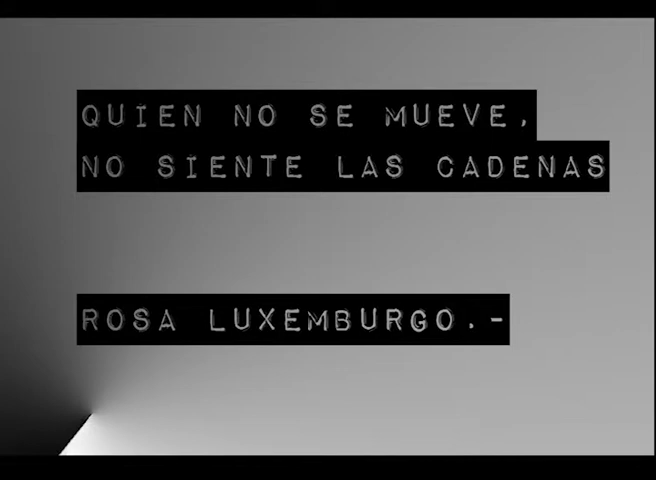 QUIEN NO SE MUEVE,
NO SIENTE LAS CADENAS
ROSA LUXEMBURGO.-